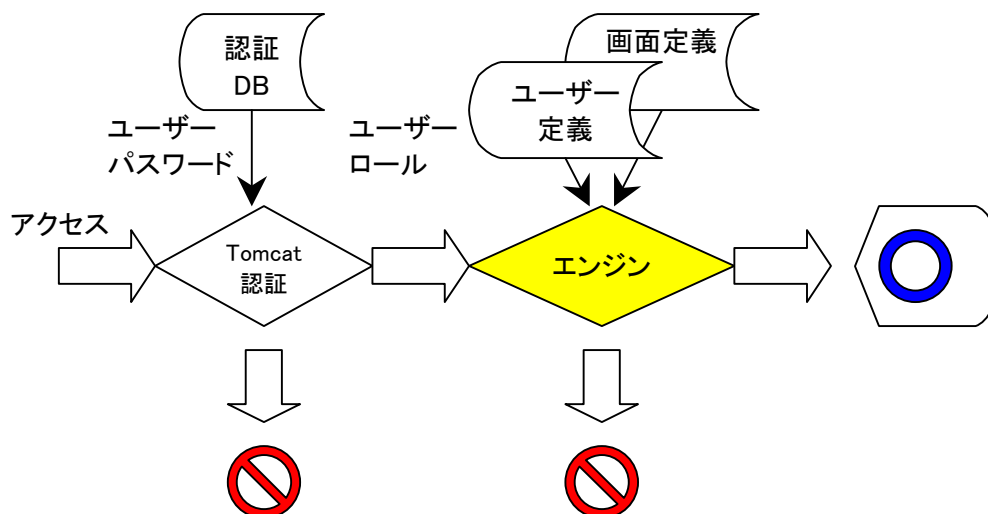 認証
DB
画面定義
ユーザー
定義
ユーザー
パスワード
ユーザー
ロール
アクセス
Tomcat
認証
エンジン